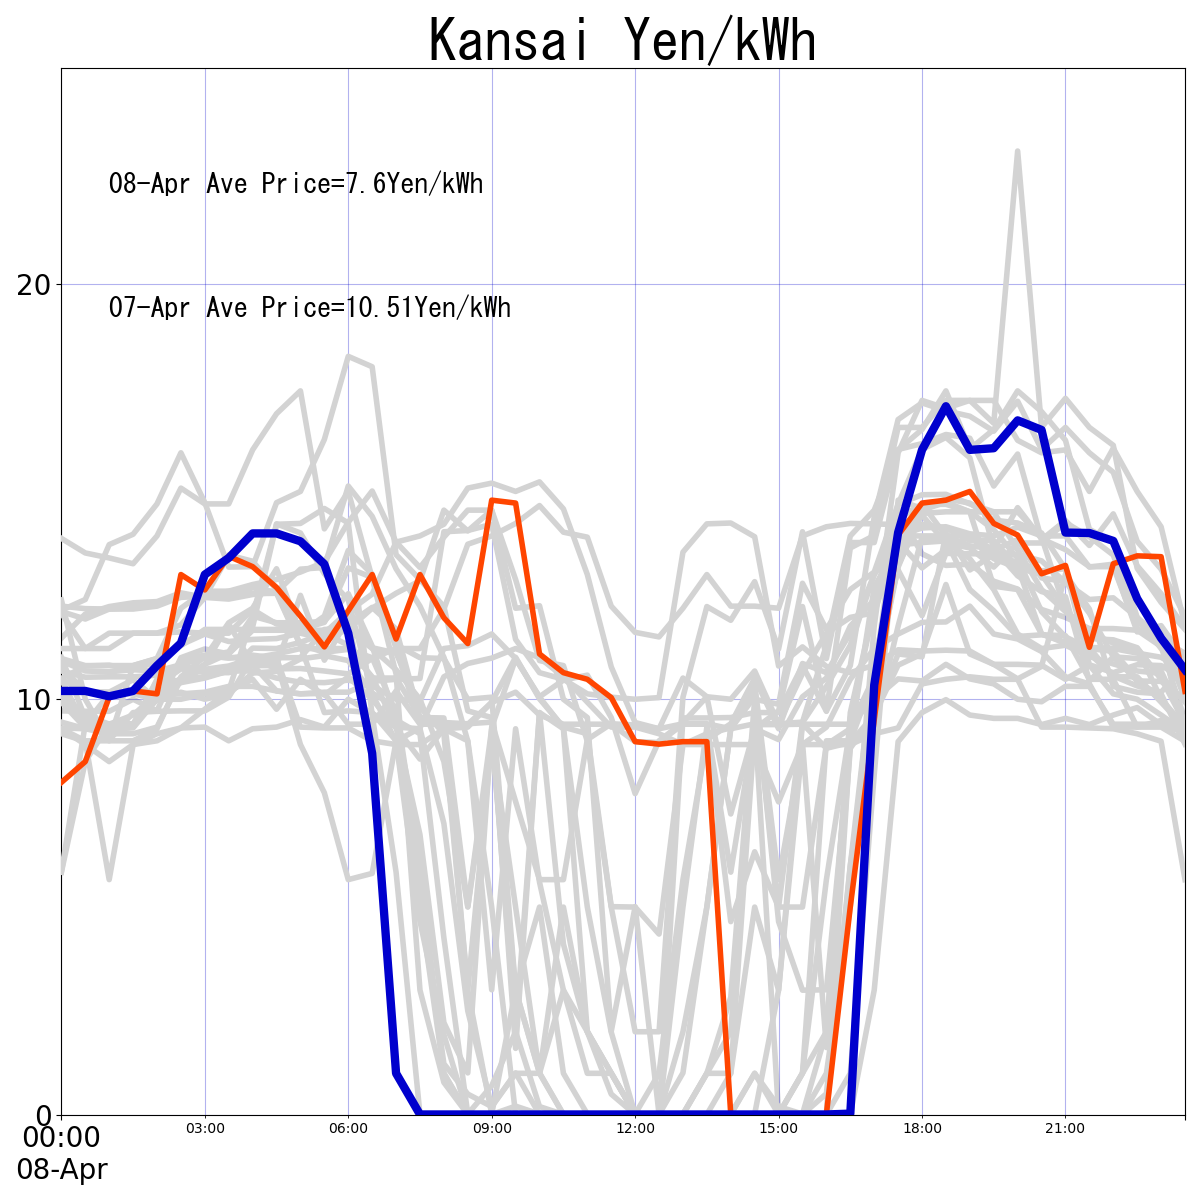 Kansai Yen/kWh
08-Apr Ave Price=7.6Yen/kWh
20
07-Apr Ave Price=10.51Yen/kWh
10
0
00:00 03:00 06:00 09:00 12:00 15:00 18:00 21:00
08-Apr